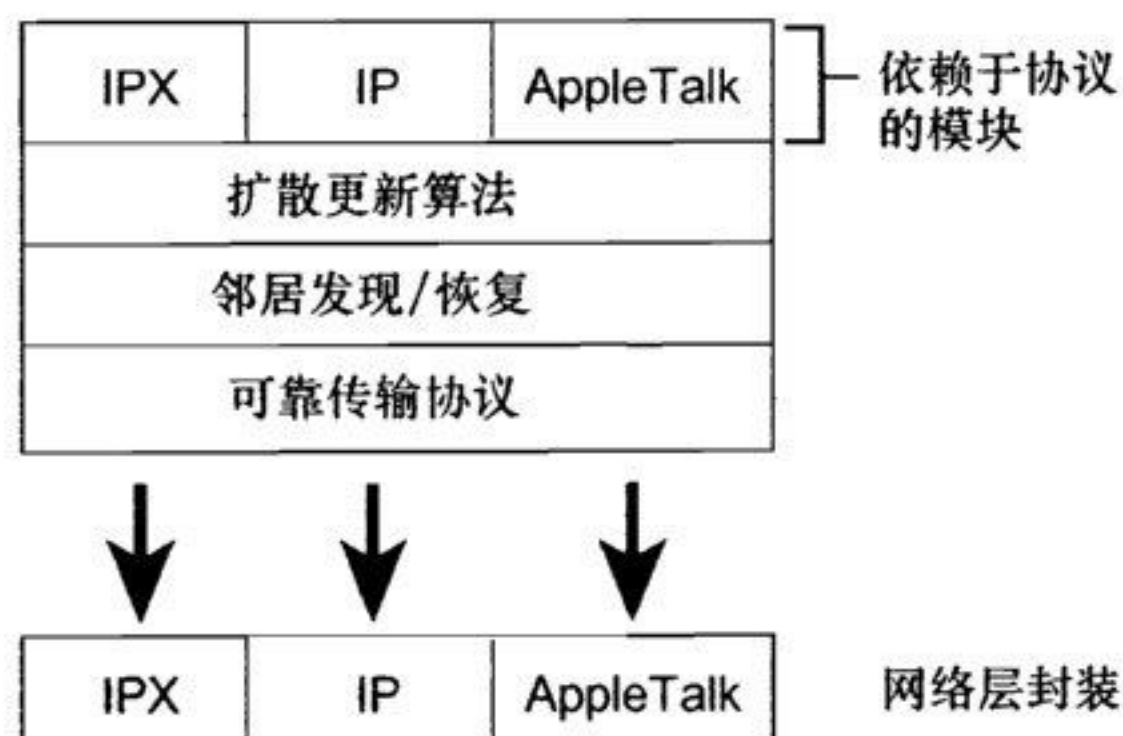 IPX IP AppleTalk 依赖于协议
的模块
扩散更新算法
邻居发现/恢复
可靠传输协议
IPX IP AppleTalk 网络层封装